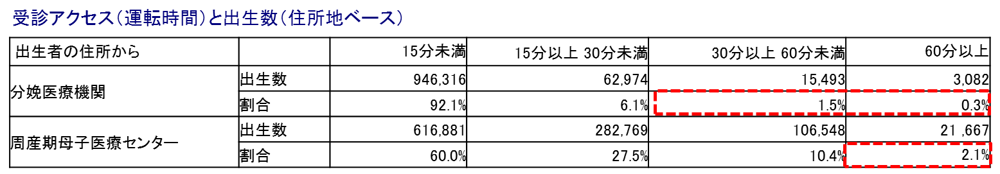 受診アクセス（運転時間）と出生数（住所地ベース）
出生者の住所から 15分未満 15分以上 30分未満 30分以上 60分未満 60分以上
分娩医療機関 出生数 946,316 62,974 15,493 3,082
割合 92.1% 6.1% 1.5% 0.3%
周産期母子医療センター 出生数 616,881 282,769 106,548 21 ,667
割合 60.0% 27.5% 10.4% 2.1%